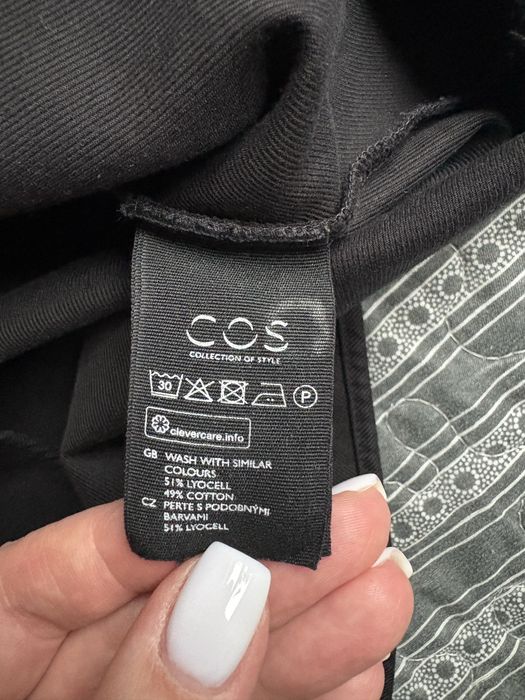 COS
COLLECTION OF STYLE
30 P
clevercare.info
GB WASH WITH SIMILAR
COLOURS
51% LYOCELL
49% COTTON
CZ PERTE S PODOBNÝMI
BARVAMI
51% LYOCELL